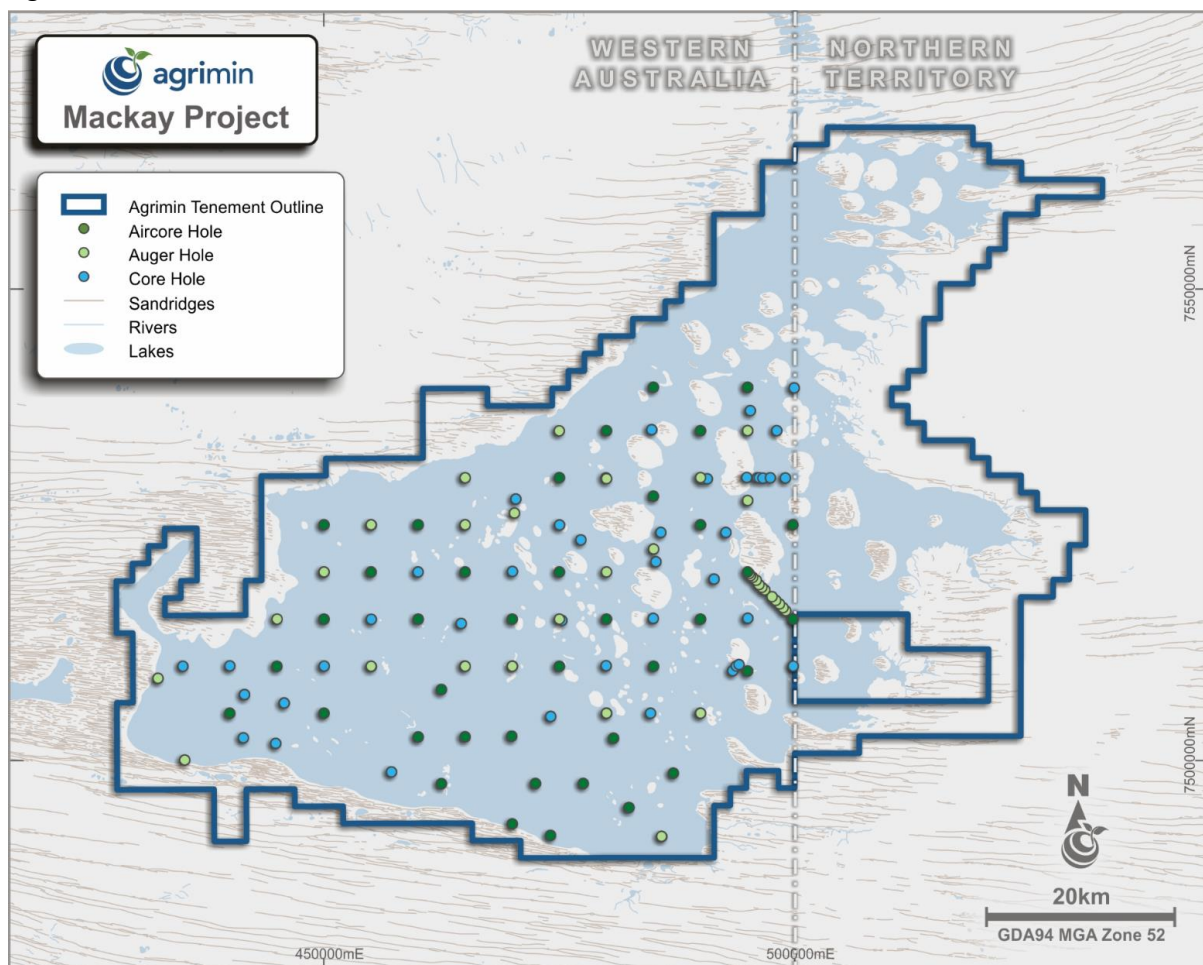 WESTERN
AUSTRALIA
NORTHERN
TERRITORY
agrimin
Mackay Project
Agrimin Tenement Outline
Aircore Hole
Auger Hole
Core Hole
Sandridges
Rivers
Lakes
7550000mN
7500000mN
N
20km
GDA94 MGA Zone 52
450000mE
500000mE